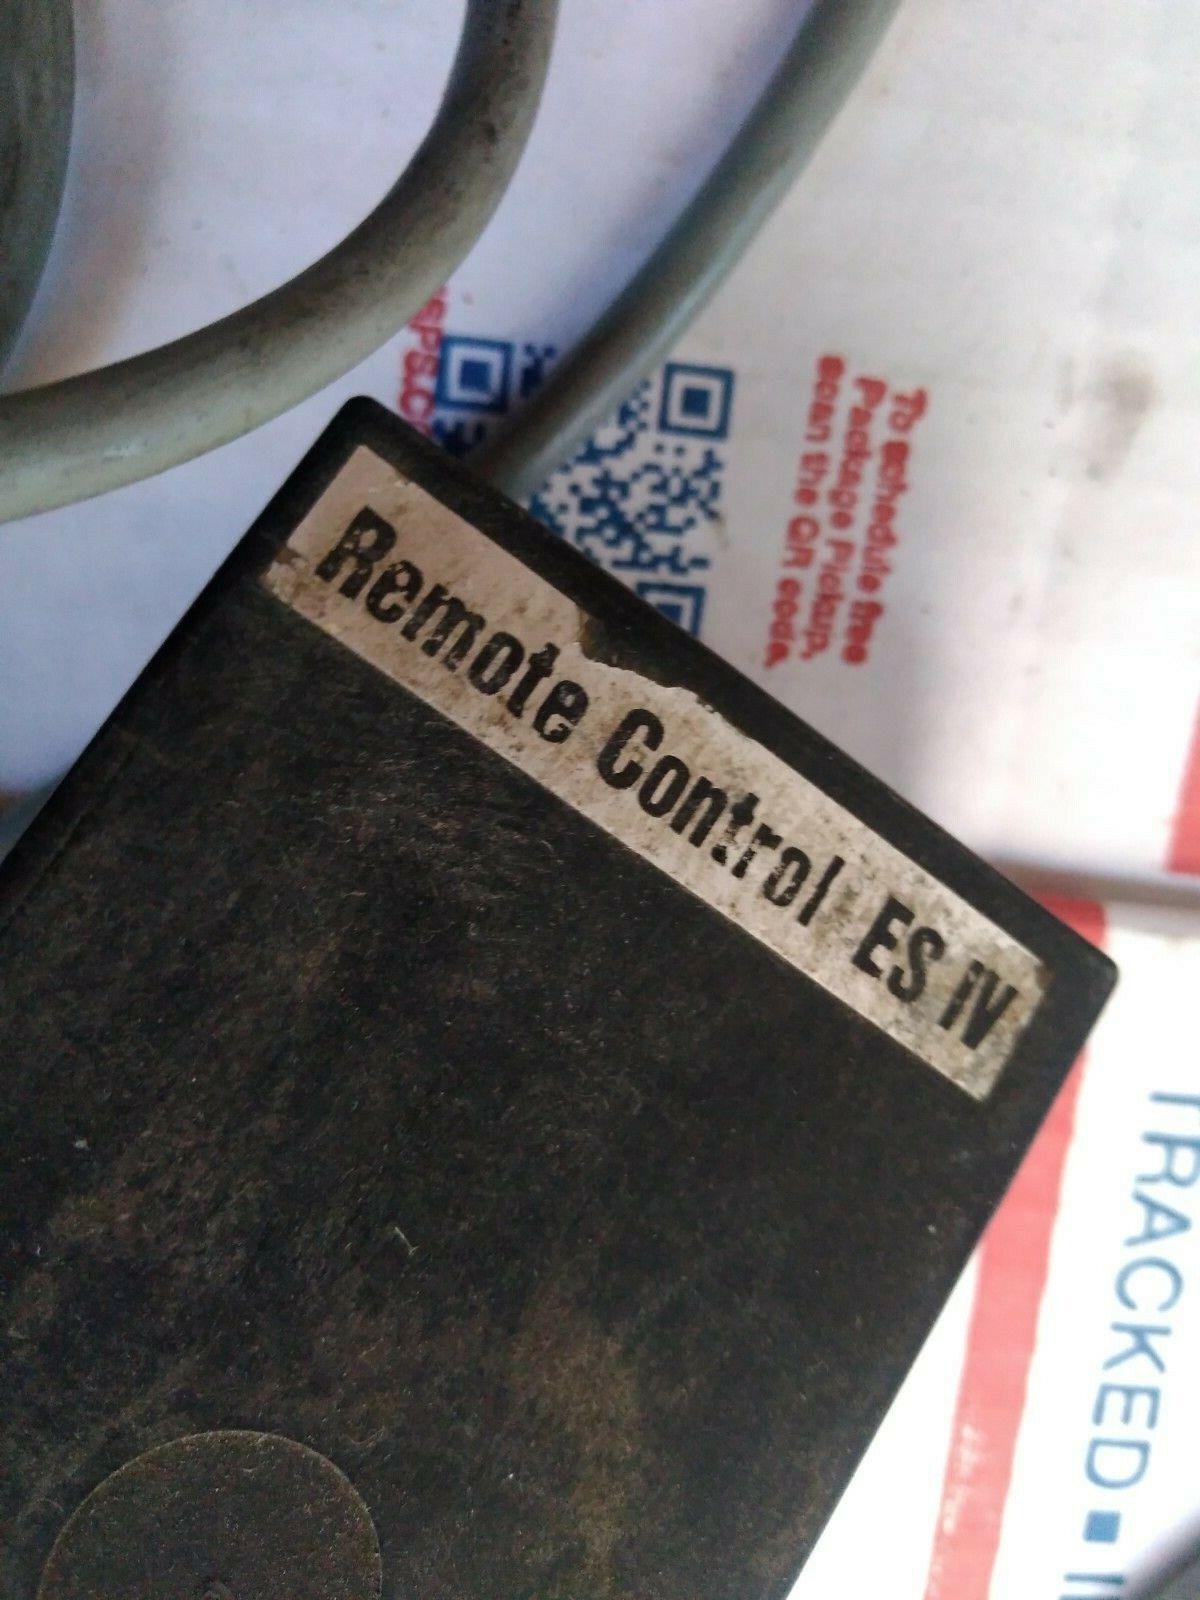 Remote Control ES IV
To schedule free
Package Pickup,
scan the QR code.
TRACKED ■